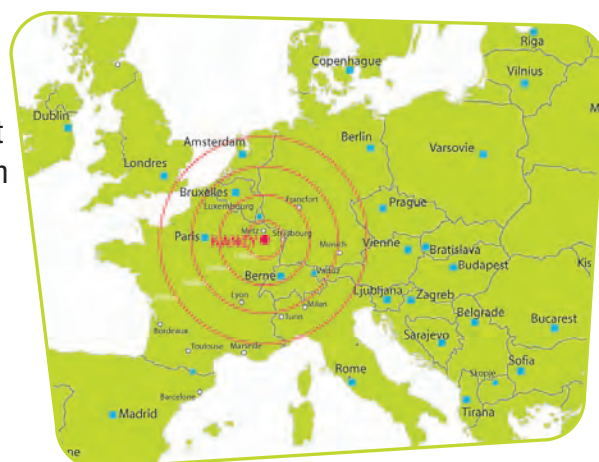 Riga
Copenhague
Vilnius
M
Dublin
t
Amsterdam
Berlin
Varsovie
Londres
m
Bruxelles
Francfort
Prague
Luxembourg
Metz
Strasbourg
Paris
NANCY
Munich
Vienne
Bratislava
Budapest
Kis
Berne
Vaduz
Ljubljana
Zagreb
Lyon
Milan
Belgrade
Turin
Bucarest
Bordeaux
Sarajevo
Toulouse
Marseille
Sofia
Rome
Skopje
Barcelone
Madrid
Tirana
ne